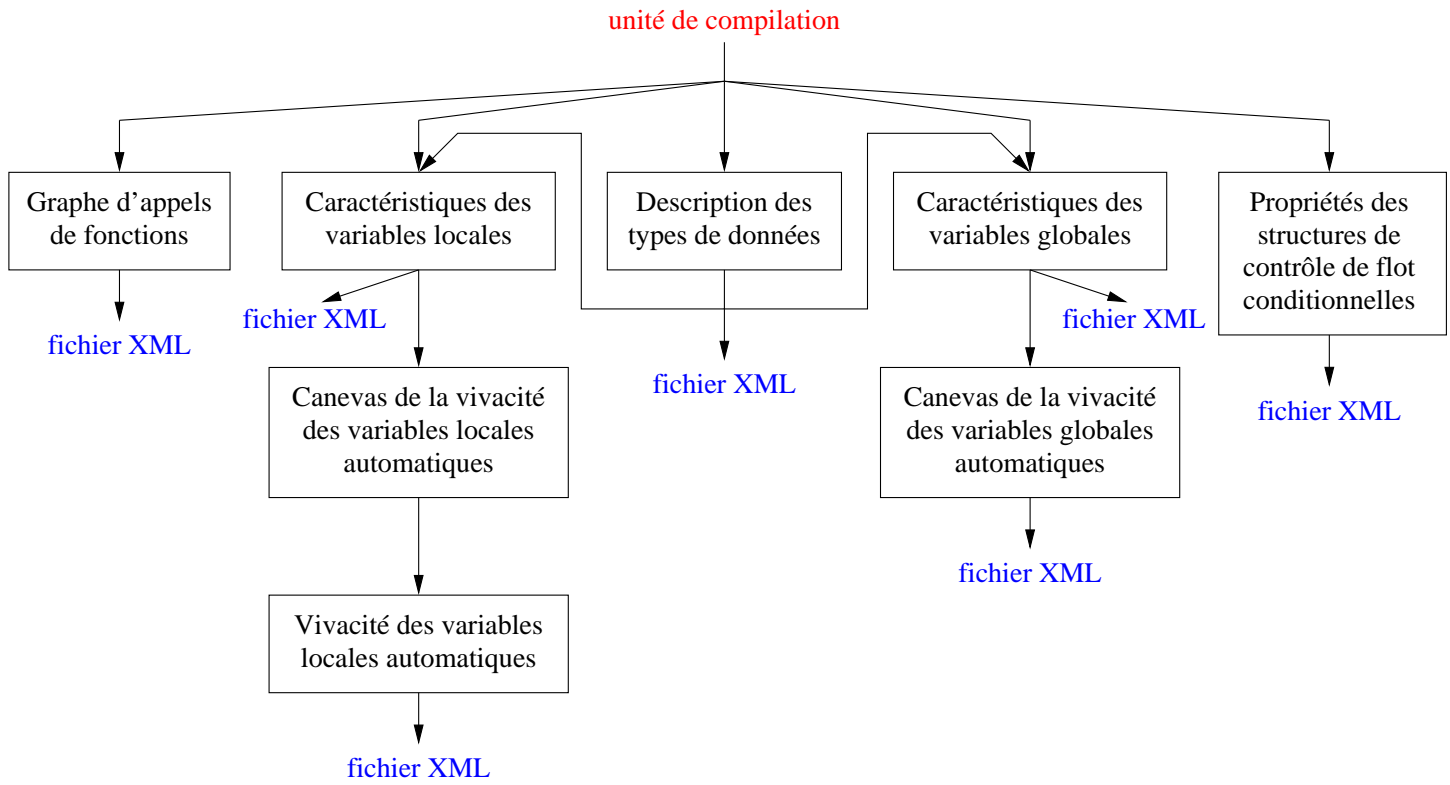 unité de compilation
Graphe d'appels
de fonctions
Caractéristiques des
variables locales
Description des
types de données
Caractéristiques des
variables globales
Propriétés des
structures de
contrôle de flot
conditionnelles
fichier XML
fichier XML
fichier XML
fichier XML
fichier XML
Canevas de la vivacité
des variables locales
automatiques
Canevas de la vivacité
des variables globales
automatiques
fichier XML
Vivacité des variables
locales automatiques
fichier XML